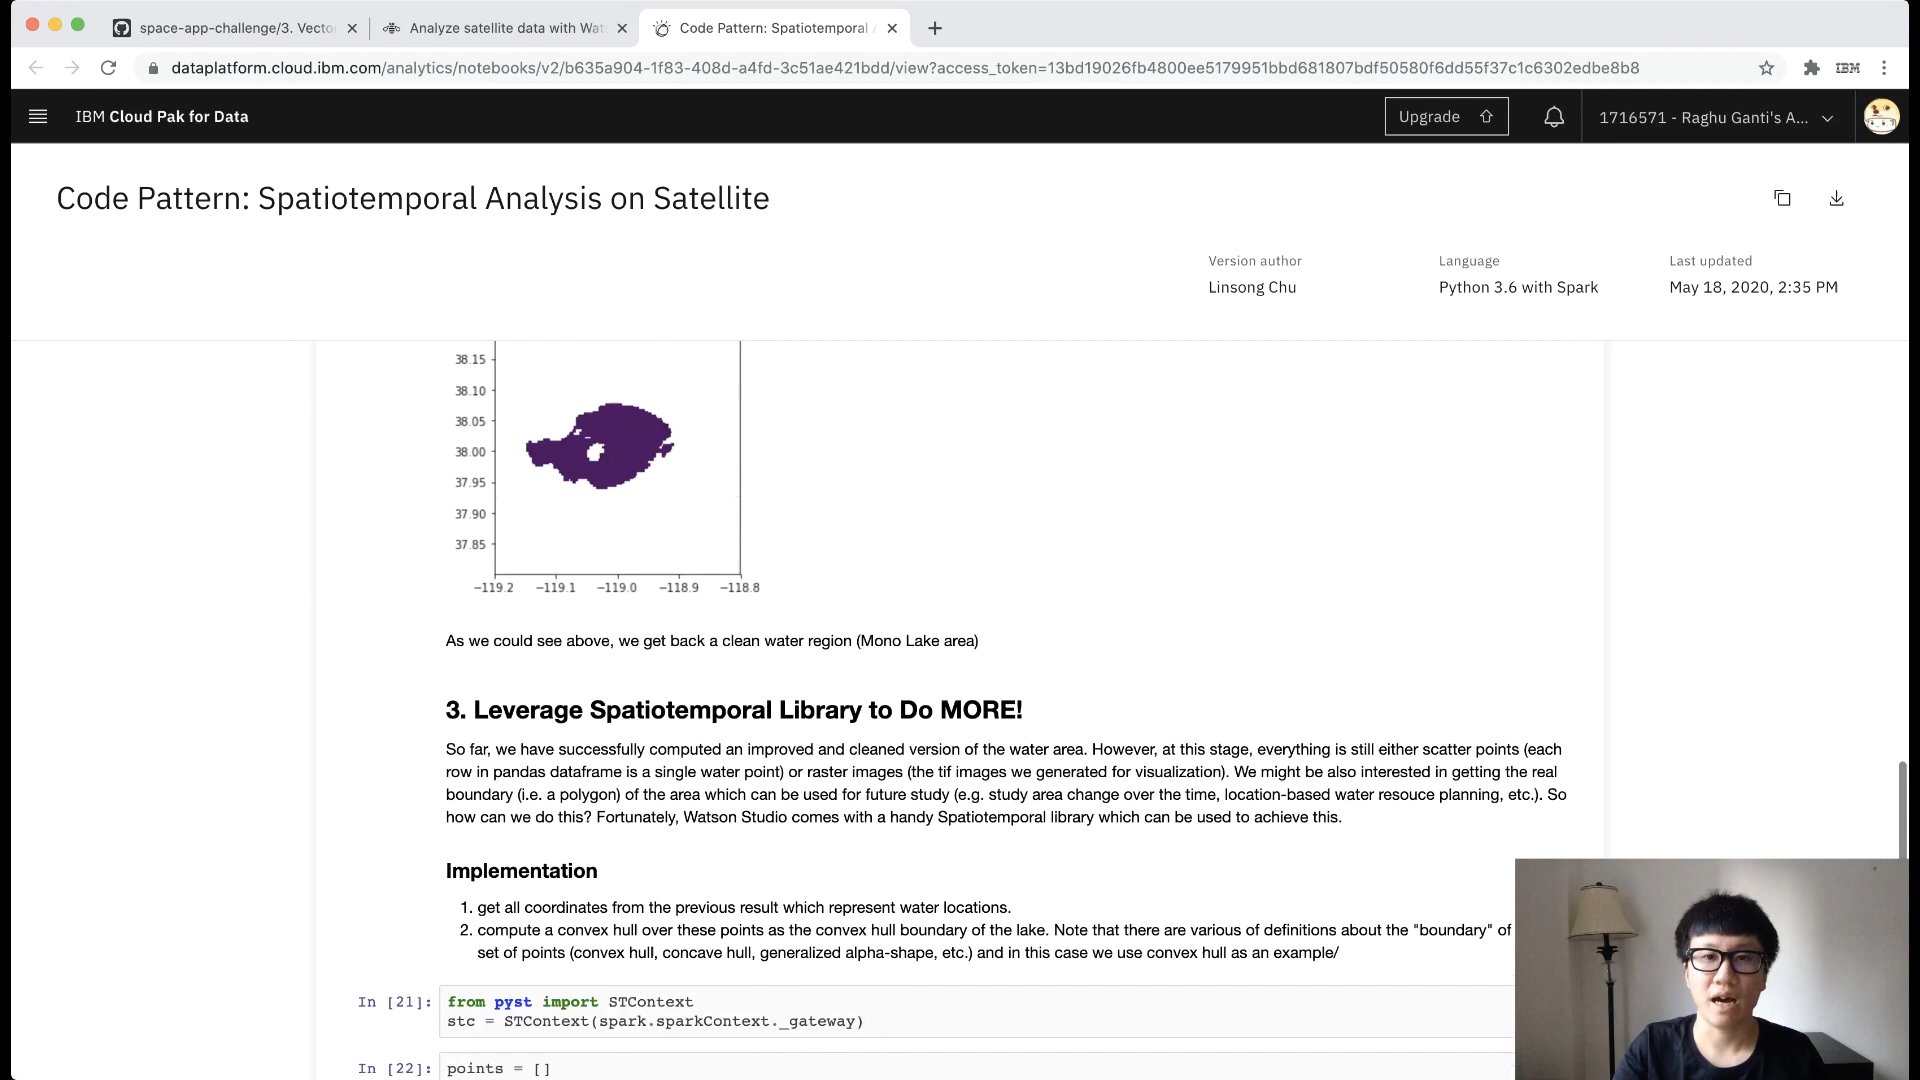 space-app-challenge/3. Vecto
Analyze satellite data with Wat
Code Pattern: Spatiotemporal A
dataplatform.cloud.ibm.com/analytics/notebooks/v2/b635a904-1f83-408d-a4fd-3c51ae421bdd/view?access_token=13bd19026fb4800ee5179951bbd681807bdf50580f6dd55f37c1c6302edbe8b8
IBM
IBM Cloud Pak for Data
Upgrade
1716571 - Raghu Ganti's A...
Code Pattern: Spatiotemporal Analysis on Satellite
Version author
Language
Last updated
Linsong Chu
Python 3.6 with Spark
May 18, 2020, 2:35 PM
38.15
38.10
38.05
38.00
37.95
37.90
37.85
−119.2 −119.1 −119.0 −118.9 −118.8
As we could see above, we get back a clean water region (Mono Lake area)
3. Leverage Spatiotemporal Library to Do MORE!
So far, we have successfully computed an improved and cleaned version of the water area. However, at this stage, everything is still either scatter points (each
row in pandas dataframe is a single water point) or raster images (the tif images we generated for visualization). We might be also interested in getting the real
boundary (i.e. a polygon) of the area which can be used for future study (e.g. study area change over the time, location-based water resouce planning, etc.). So
how can we do this? Fortunately, Watson Studio comes with a handy Spatiotemporal library which can be used to achieve this.
Implementation
1. get all coordinates from the previous result which represent water locations.
2. compute a convex hull over these points as the convex hull boundary of the lake. Note that there are various of definitions about the "boundary" of
set of points (convex hull, concave hull, generalized alpha-shape, etc.) and in this case we use convex hull as an example/
In [21]: from pyst import STContext
stc = STContext(spark.sparkContext._gateway)
In [22]: points = []